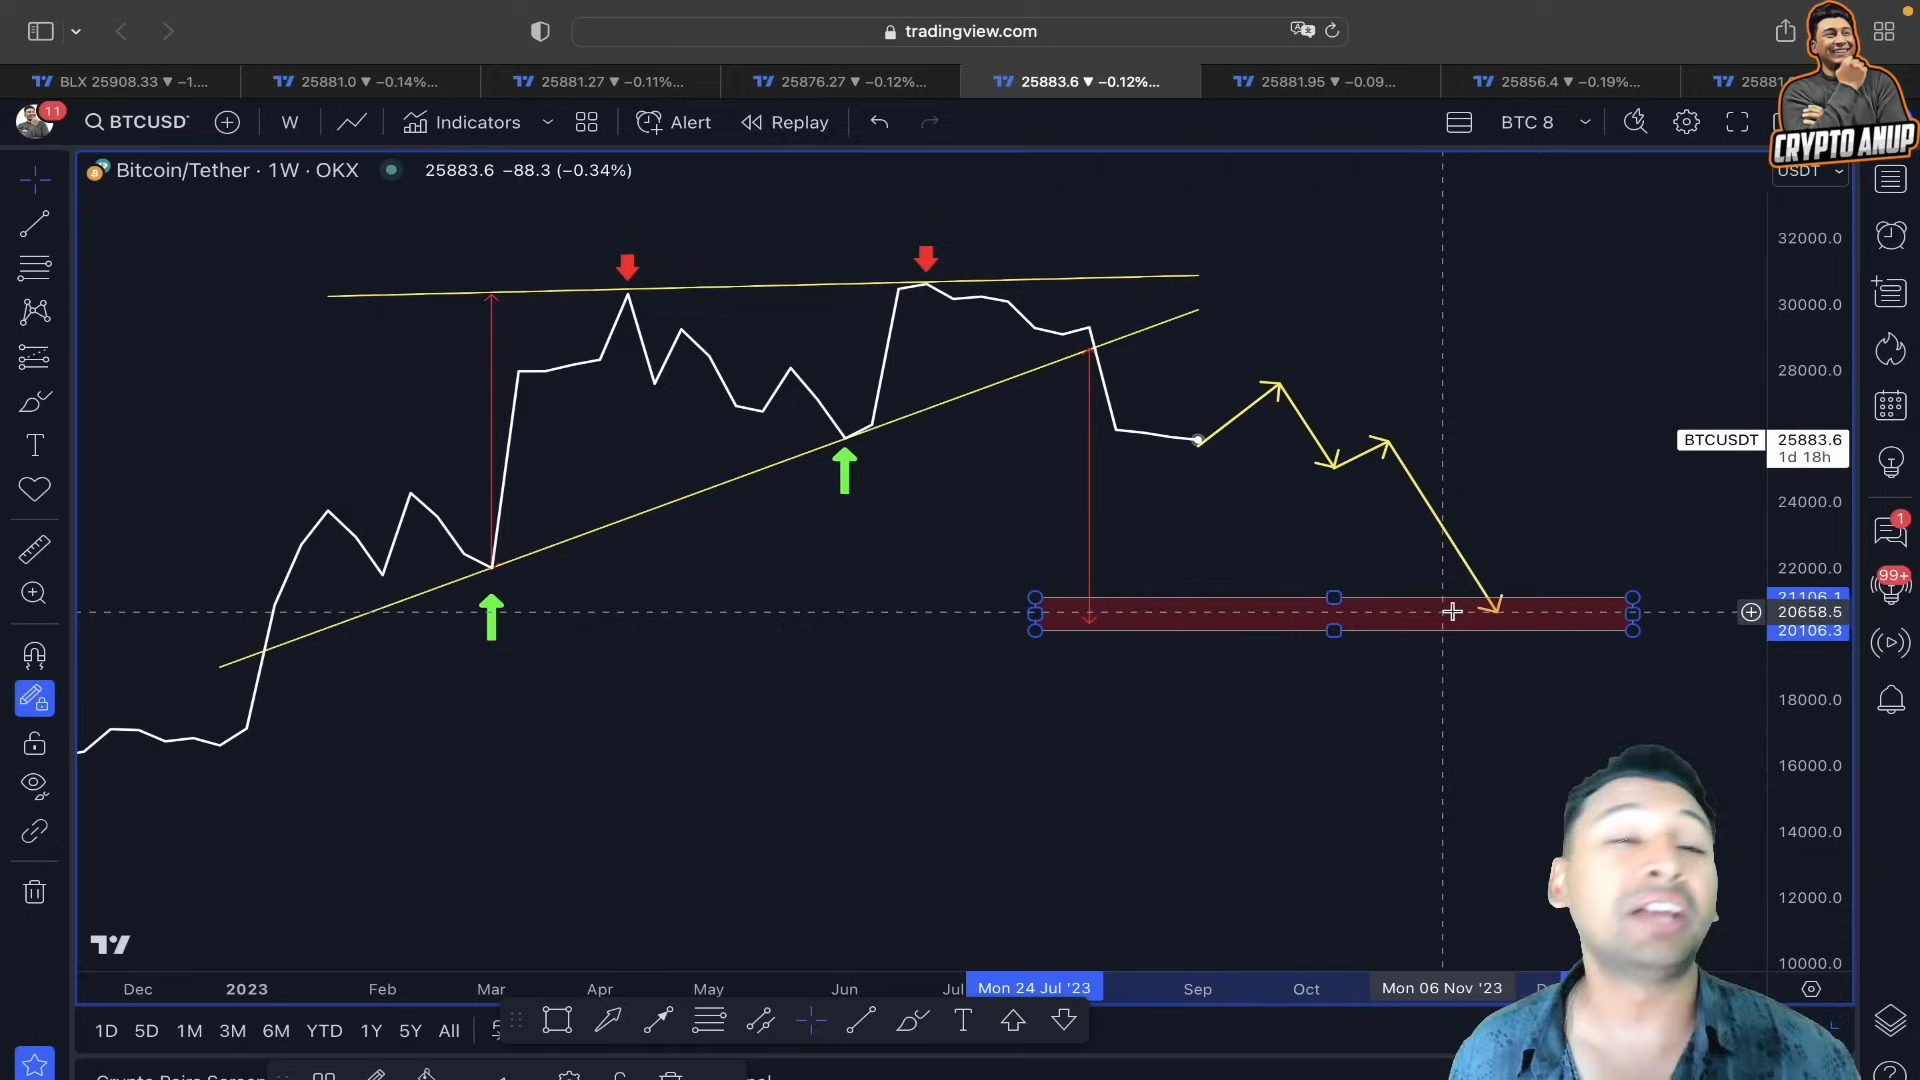 tradingview.com
BLX 25908.33 ▼ −1....
25881.0 ▼ −0.14%...
25881.27 ▼ −0.11%...
25876.27 ▼ −0.12%...
25883.6 ▼ −0.12%...
25881.95 ▼ −0.09...
25856.4 ▼ −0.19%...
CRYPTO ANUP
11
BTCUSD
W
Indicators
Alert
Replay
BTC 8
Bitcoin/Tether · 1W · OKX
25883.6 −88.3 (−0.34%)
USDT
32000.0
30000.0
28000.0
BTCUSDT 25883.6
1d 18h
24000.0
22000.0
21106.1
20658.5
20106.3
18000.0
16000.0
14000.0
12000.0
10000.0
1
99+
Dec 2023 Feb Mar Apr May Jun Jul Mon 24 Jul '23 Sep Oct Mon 06 Nov '23
1D 5D 1M 3M 6M YTD 1Y 5Y All